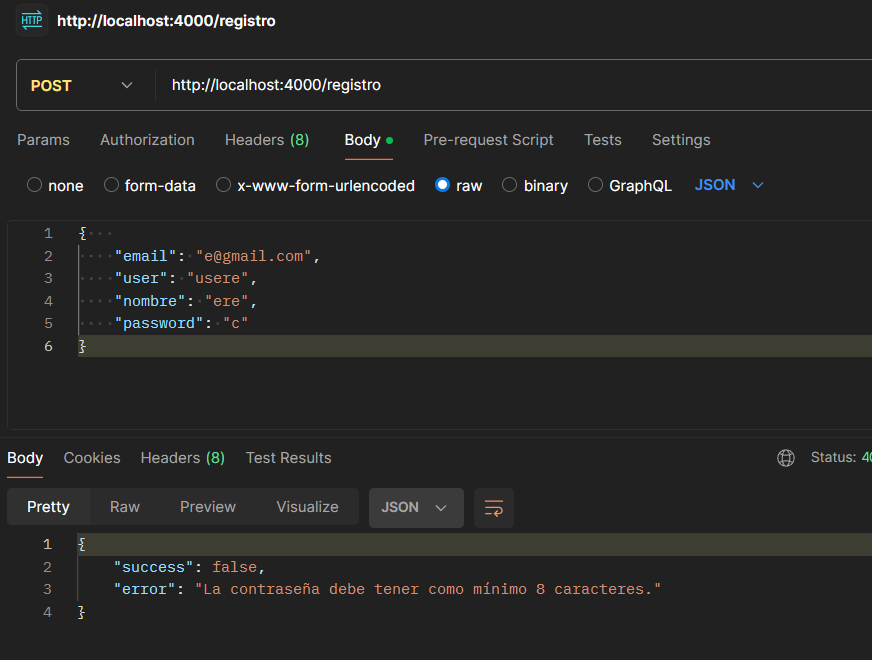 HTTP http://localhost:4000/registro
POST http://localhost:4000/registro
Params Authorization Headers (8) Body Pre-request Script Tests Settings
none form-data x-www-form-urlencoded raw binary GraphQL JSON
1 {
2 "email": "e@gmail.com",
3 "user": "usere",
4 "nombre": "ere",
5 "password": "c"
6 }
Body Cookies Headers (8) Test Results Status: 40
Pretty Raw Preview Visualize JSON
1 {
2 "success": false,
3 "error": "La contraseña debe tener como mínimo 8 caracteres."
4 }